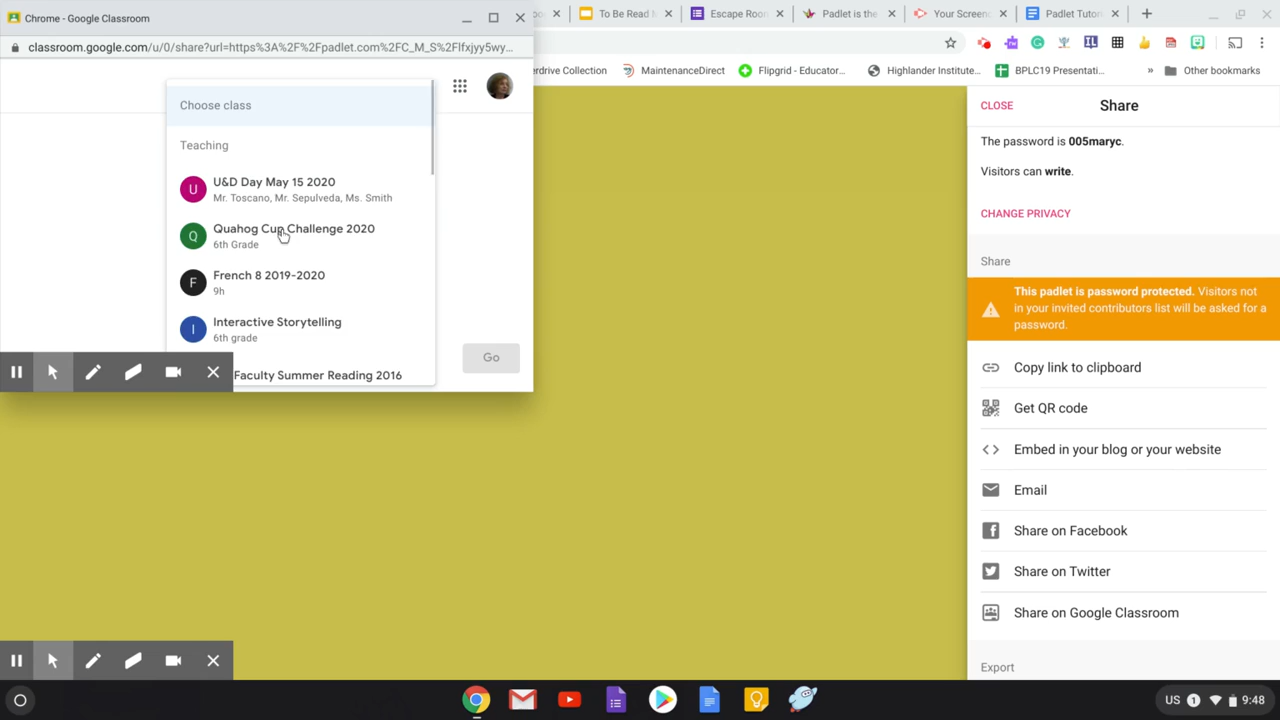 Chrome - Google Classroom
To Be Read
Escape Roo
Padlet is the
Your Screen
Padlet Tutor
classroom.google.com/u/0/share?url=https%3A%2F%2Fpadlet.com%2FC_M_S%2Flfxjyy5wy...
erdrive Collection
MaintenanceDirect
Flipgrid - Educator...
Highlander Institute...
BPLC19 Presentati...
»
Other bookmarks
Choose class
Teaching
U
U&D Day May 15 2020
Mr. Toscano, Mr. Sepulveda, Ms. Smith
Q
Quahog Cup Challenge 2020
6th Grade
F
French 8 2019-2020
9h
I
Interactive Storytelling
6th grade
Faculty Summer Reading 2016
Go
CLOSE
Share
The password is 005maryc.
Visitors can write.
CHANGE PRIVACY
Share
This padlet is password protected. Visitors not
in your invited contributors list will be asked for a
password.
Copy link to clipboard
Get QR code
Embed in your blog or your website
Email
Share on Facebook
Share on Twitter
Share on Google Classroom
Export
US
1
9:48